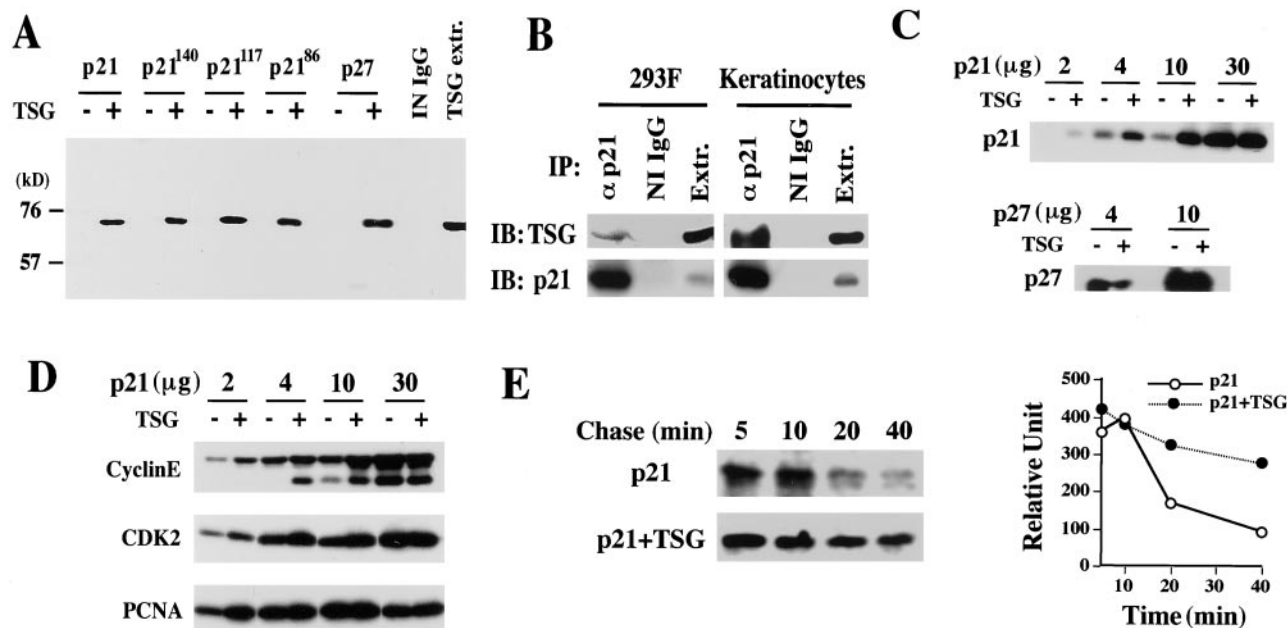 A
p21 p21¹⁴⁰ p21¹¹⁷ p21⁸⁶ p27 IN IgG TSG extr.
TSG - + - + - + - + - +
(kD)
76
57
B
293F Keratinocytes
IP: α p21 NI IgG Extr. α p21 NI IgG Extr.
IB: TSG
IB: p21
C
p21 (μg) 2 4 10 30
TSG - + - + - + - +
p21
p27 (μg) 4 10
TSG - + - +
p27
D
p21 (μg) 2 4 10 30
TSG - + - + - + - +
CyclinE
CDK2
PCNA
E
Chase (min) 5 10 20 40
p21
p21+TSG
Relative Unit
500
400
300
200
100
0
p21
p21+TSG
10 20 30 40
Time (min)